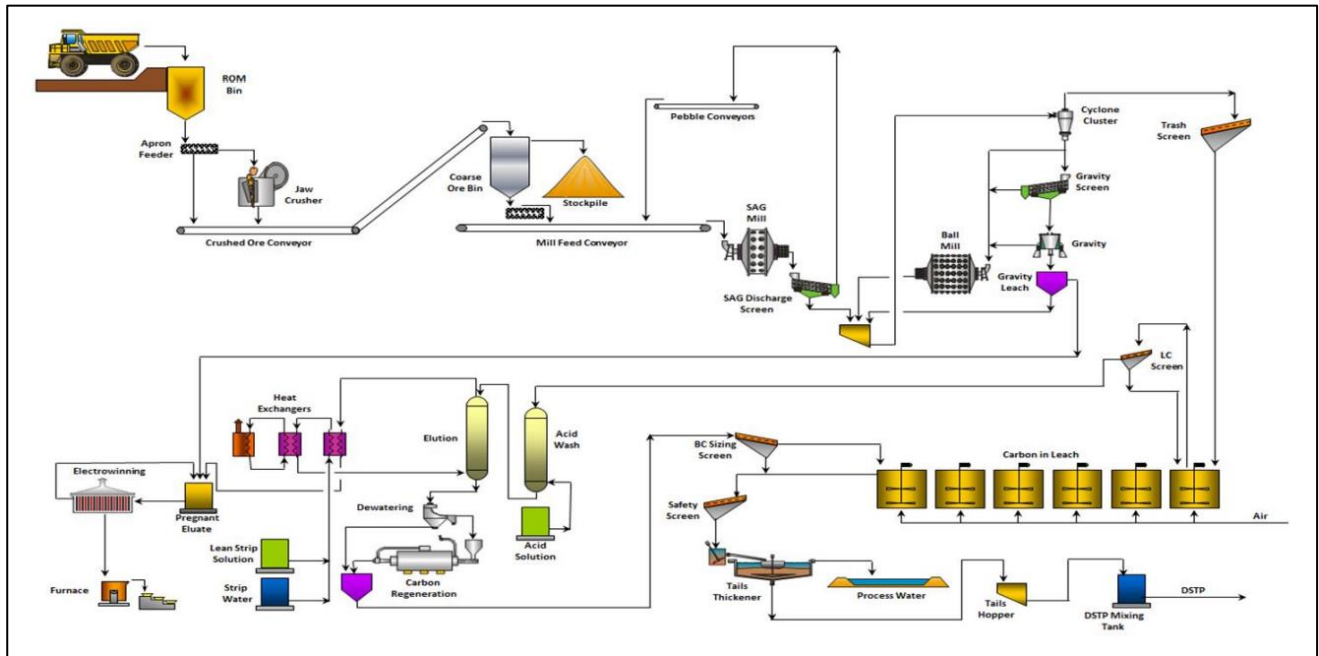 ROM
Bin
Apron
Feeder
Jaw
Crusher
Crushed Ore Conveyor
Coarse
Ore Bin
Stockpile
Pebble Conveyors
Mill Feed Conveyor
SAG
Mill
SAG Discharge
Screen
Ball
Mill
Cyclone
Cluster
Trash
Screen
Gravity
Screen
Gravity
Gravity
Leach
LC
Screen
Heat
Exchangers
Elution
Acid
Wash
BC Sizing
Screen
Carbon in Leach
Electrowinning
Pregnant
Eluate
Dewatering
Safety
Screen
Air
Lean Strip
Solution
Acid
Solution
Strip
Water
Carbon
Regeneration
Furnace
Tails
Thickener
Process Water
Tails
Hopper
DSTP Mixing
Tank
DSTP